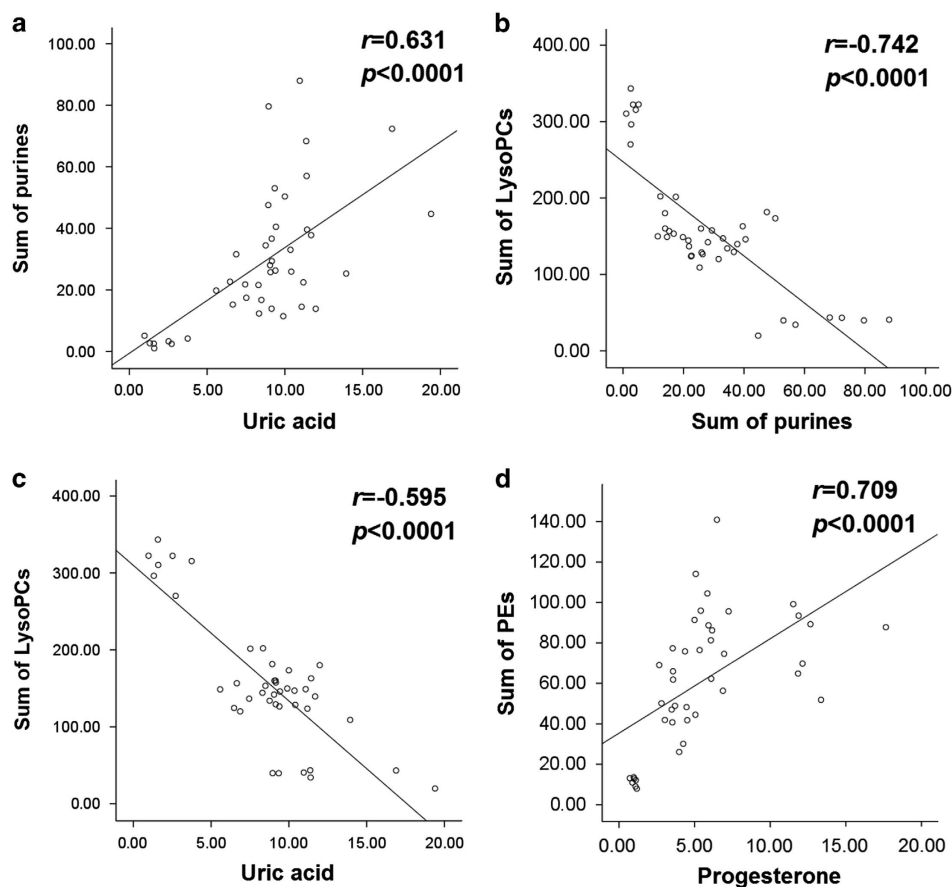 a
r=0.631
p<0.0001
100.00
80.00
60.00
40.00
20.00
0.00
Sum of purines
0.00 5.00 10.00 15.00 20.00
Uric acid
b
r=-0.742
p<0.0001
400.00
300.00
200.00
100.00
0.00
Sum of LysoPCs
0.00 20.00 40.00 60.00 80.00 100.00
Sum of purines
c
r=-0.595
p<0.0001
400.00
300.00
200.00
100.00
0.00
Sum of LysoPCs
0.00 5.00 10.00 15.00 20.00
Uric acid
d
r=0.709
p<0.0001
140.00
120.00
100.00
80.00
60.00
40.00
20.00
0.00
Sum of PEs
0.00 5.00 10.00 15.00 20.00
Progesterone